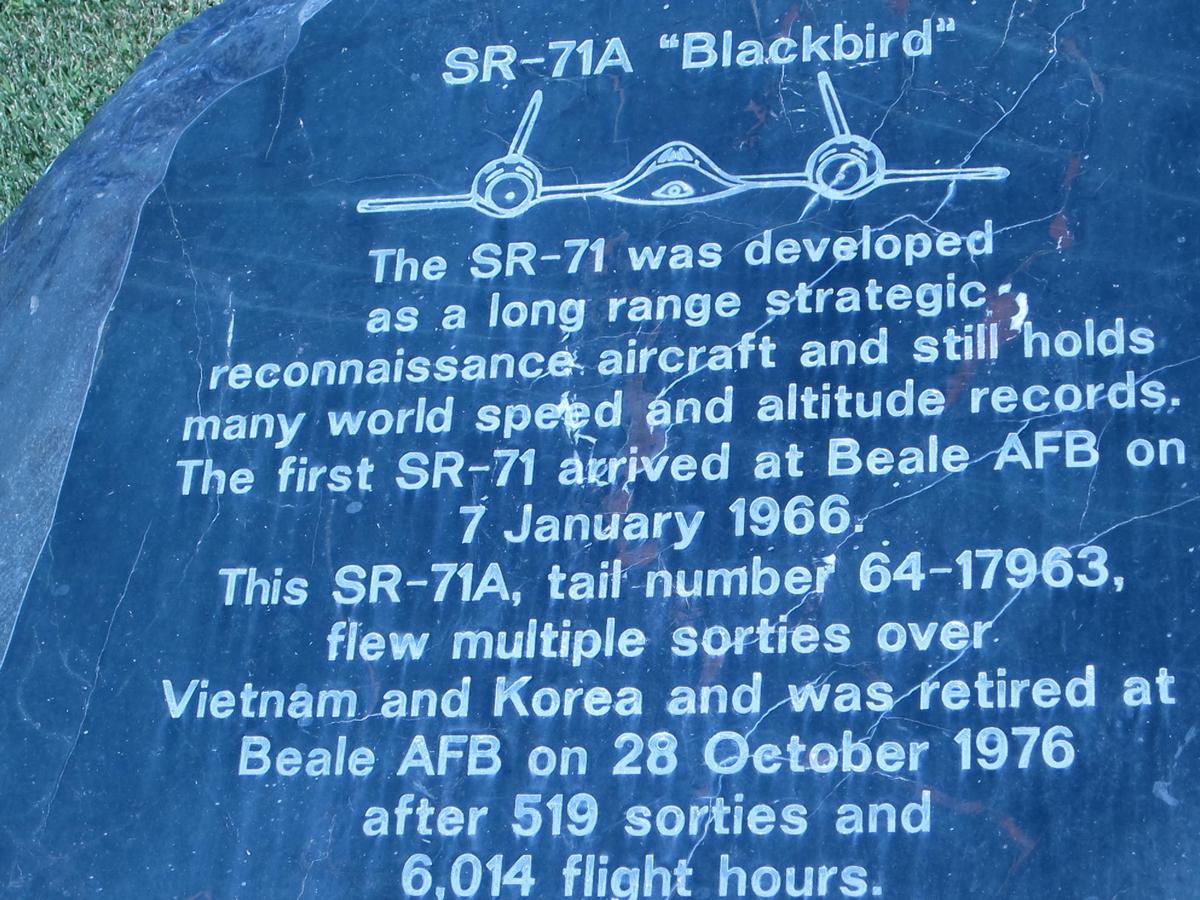 SR-71A “Blackbird”
The SR-71 was developed
as a long range strategic
reconnaissance aircraft and still holds
many world speed and altitude records.
The first SR-71 arrived at Beale AFB on
7 January 1966.
This SR-71A, tail number 64-17963,
flew multiple sorties over
Vietnam and Korea and was retired at
Beale AFB on 28 October 1976
after 519 sorties and
6,014 flight hours.